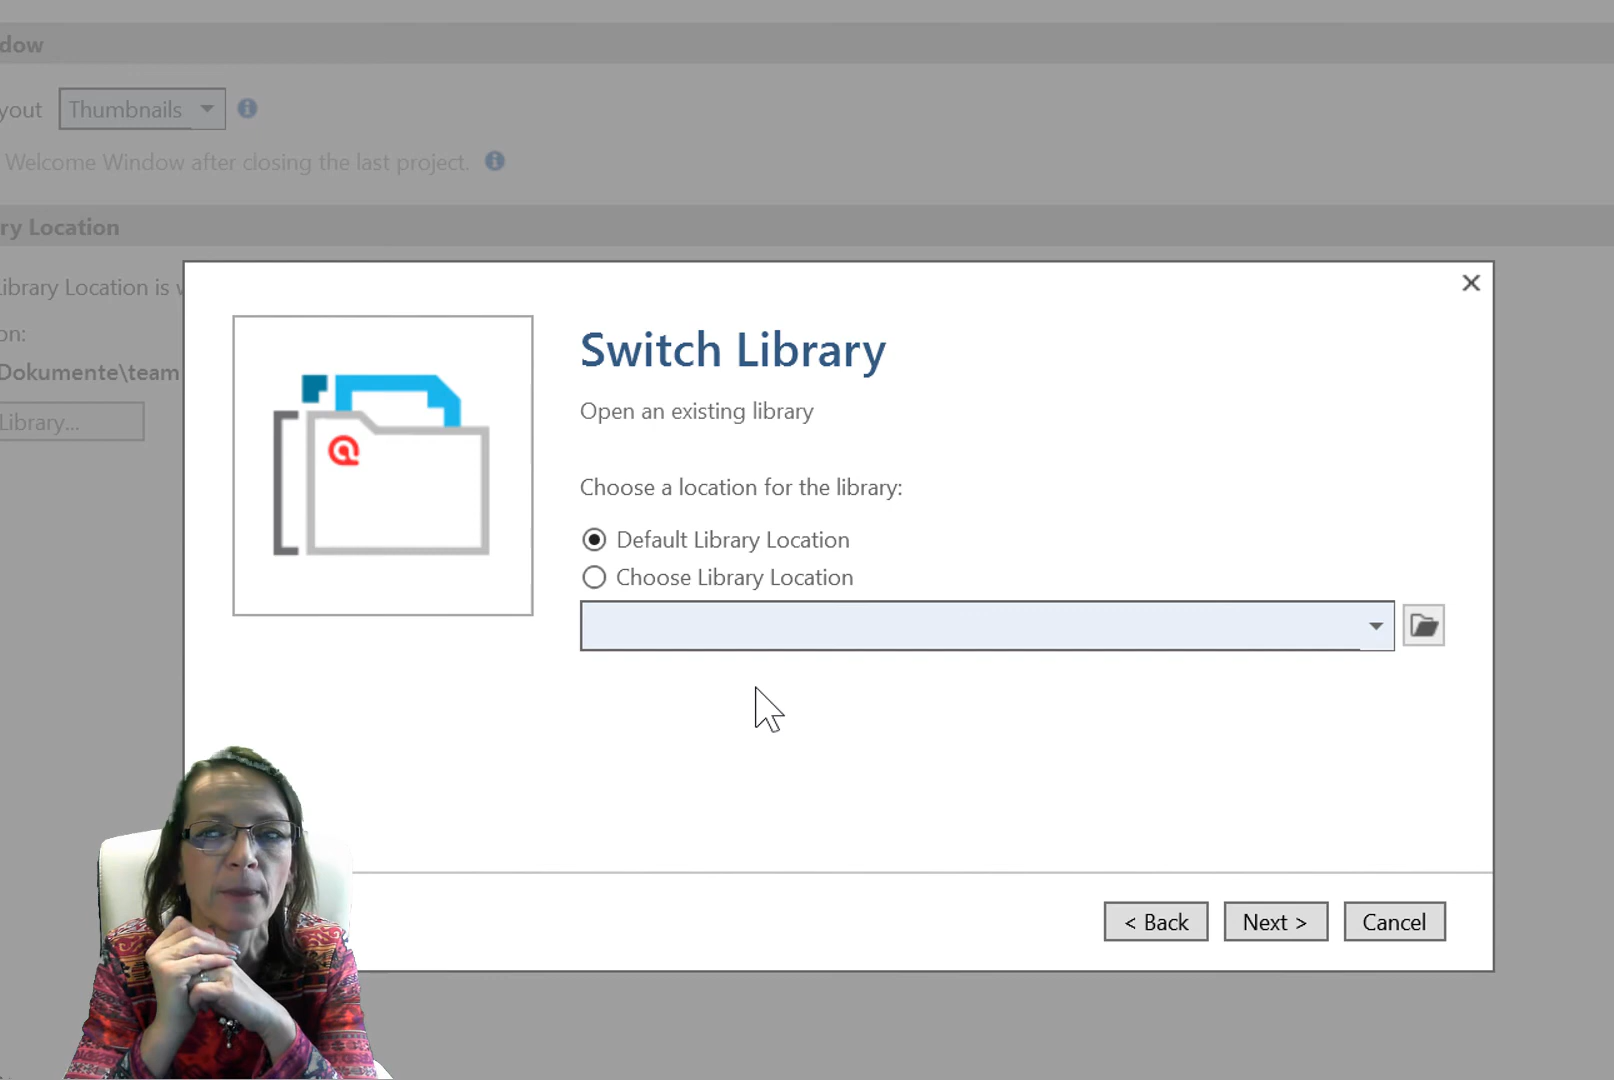 dow
yout Thumbnails
Welcome Window after closing the last project.
ry Location
ibrary Location is w
on:
Dokumente\team
Library...
Switch Library
Open an existing library
Choose a location for the library:
Default Library Location
Choose Library Location
< Back Next > Cancel